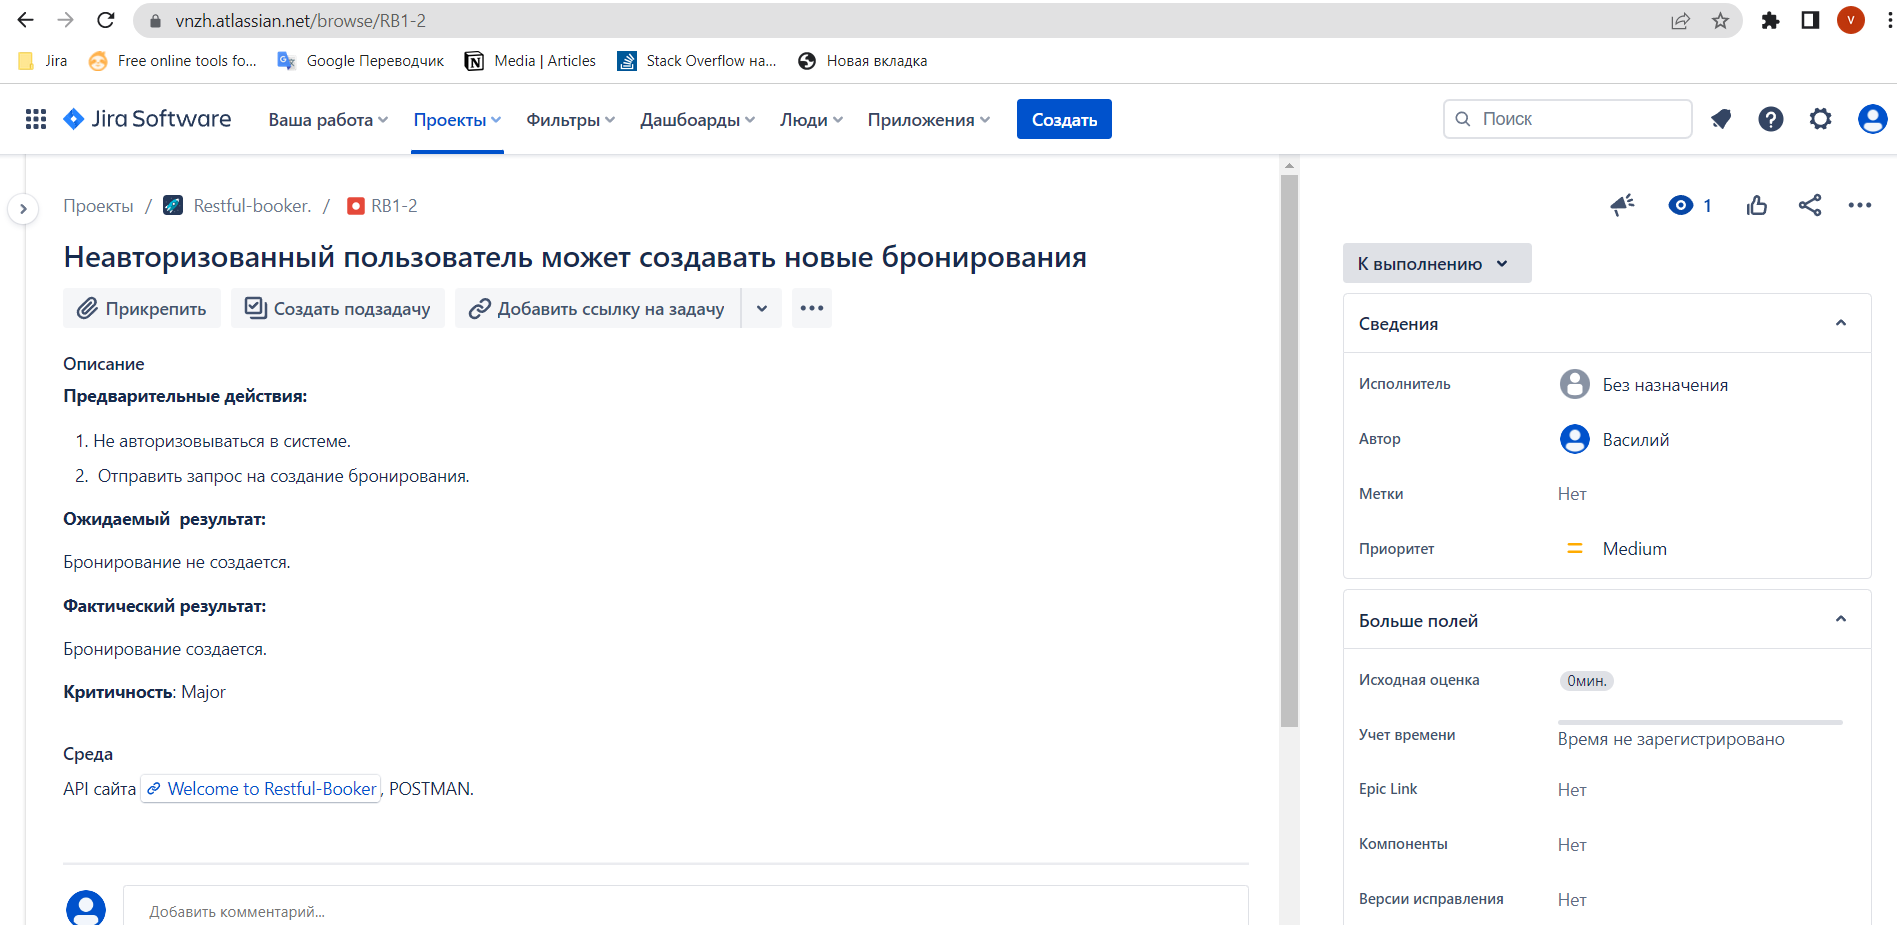 vnzh.atlassian.net/browse/RB1-2
V
Jira
Free online tools fo...
Google Переводчик
Media | Articles
Stack Overflow на...
Новая вкладка
Jira Software
Ваша работа
Проекты
Фильтры
Дашбоарды
Люди
Приложения
Создать
Поиск
Проекты / Restful-booker. / RB1-2
1
Неавторизованный пользователь может создавать новые бронирования
К выполнению
Прикрепить
Создать подзадачу
Добавить ссылку на задачу
Описание
Предварительные действия:
1. Не авторизовываться в системе.
2. Отправить запрос на создание бронирования.
Ожидаемый  результат:
Бронирование не создается.
Фактический результат:
Бронирование создается.
Критичность: Major
Среда
API сайта Welcome to Restful-Booker, POSTMAN.
Добавить комментарий...
Сведения
Исполнитель Без назначения
Автор Василий
Метки Нет
Приоритет Medium
Больше полей
Исходная оценка 0мин.
Учет времени Время не зарегистрировано
Epic Link Нет
Компоненты Нет
Версии исправления Нет